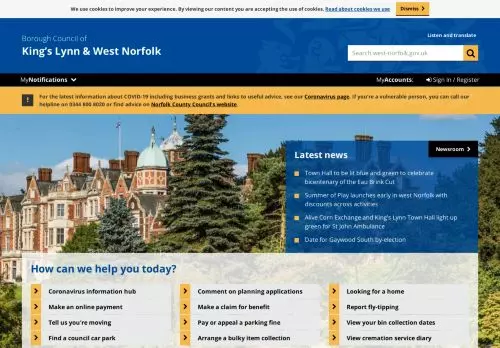 We use cookies to improve your experience. By viewing our content you are accepting the use of cookies. Read about cookies we use
Dismiss
Borough Council of
King's Lynn & West Norfolk
Listen and translate
Search west-norfolk.gov.uk
MyNotifications
MyAccounts: Sign In / Register
For the latest information about COVID-19 including business grants and links to useful advice, see our Coronavirus page. If you're a vulnerable person, you can call our
helpline on 0344 800 8020 or find advice on Norfolk County Council's website.
Newsroom
Latest news
Town Hall to be lit blue and green to celebrate
bicentenary of the Eau Brink Cut
Summer of Play launches early in west Norfolk with
discounts across activities
Alive Corn Exchange and King's Lynn Town Hall light up
green for St John Ambulance
Date for Gaywood South by-election
How can we help you today?
Coronavirus information hub
Comment on planning applications
Looking for a home
Make an online payment
Make a claim for benefit
Report fly-tipping
Tell us you're moving
Pay or appeal a parking fine
View your bin collection dates
Find a council car park
Arrange a bulky item collection
View cremation service diary